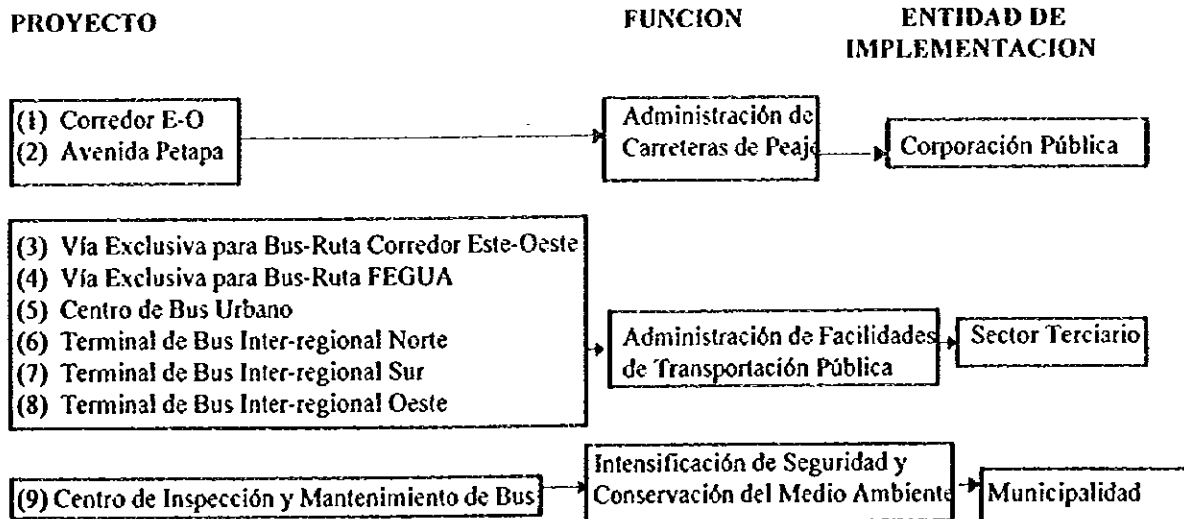 PROYECTO
FUNCION
ENTIDAD DE
IMPLEMENTACION
(1) Corredor E-O
(2) Avenida Petapa
Administración de
Carreteras de Peaje
Corporación Pública
(3) Vía Exclusiva para Bus-Ruta Corredor Este-Oeste
(4) Vía Exclusiva para Bus-Ruta FEGUA
(5) Centro de Bus Urbano
(6) Terminal de Bus Inter-regional Norte
(7) Terminal de Bus Inter-regional Sur
(8) Terminal de Bus Inter-regional Oeste
Administración de Facilidades
de Transportación Pública
Sector Terciario
(9) Centro de Inspección y Mantenimiento de Bus
Intensificación de Seguridad y
Conservación del Medio Ambiente
Municipalidad